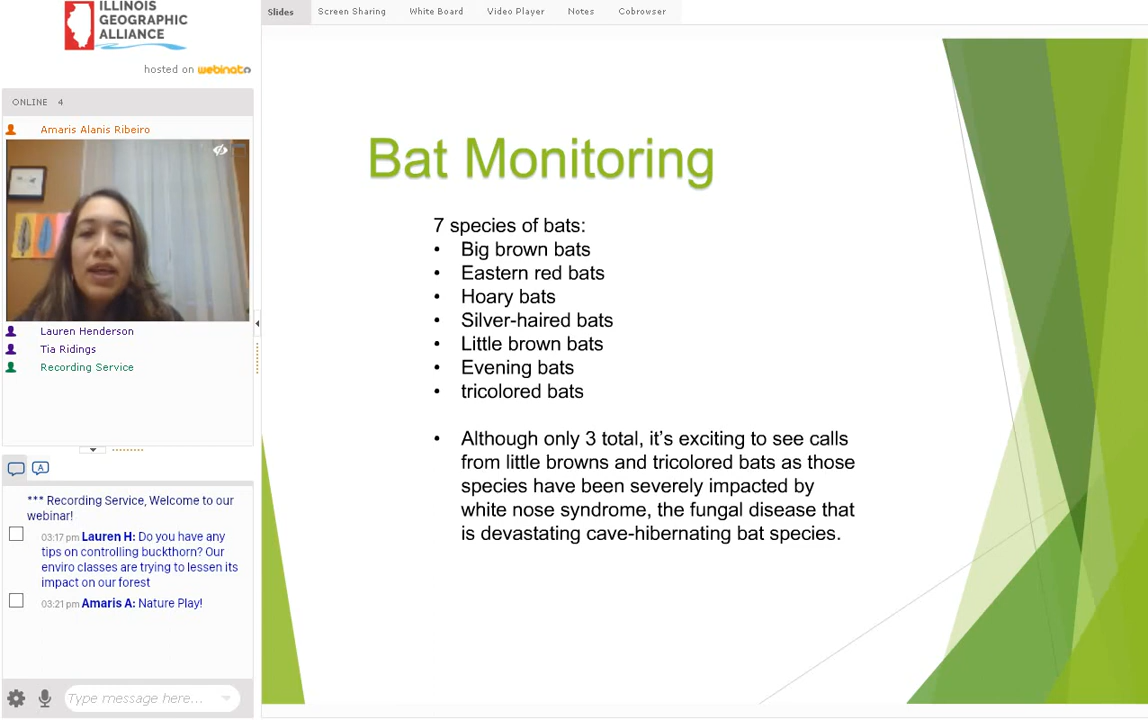 ILLINOIS
GEOGRAPHIC
ALLIANCE
hosted on webinato
ONLINE 4
Amaris Alanis Ribeiro
Lauren Henderson
Tia Ridings
Recording Service
A
*** Recording Service, Welcome to our
webinar!
03:17 pm Lauren H: Do you have any
tips on controlling buckthorn? Our
enviro classes are trying to lessen its
impact on our forest
03:21 pm Amaris A: Nature Play!
Type message here...
Slides Screen Sharing White Board Video Player Notes Cobrowser
Bat Monitoring
7 species of bats:
• Big brown bats
• Eastern red bats
• Hoary bats
• Silver-haired bats
• Little brown bats
• Evening bats
• tricolored bats
• Although only 3 total, it's exciting to see calls
from little browns and tricolored bats as those
species have been severely impacted by
white nose syndrome, the fungal disease that
is devastating cave-hibernating bat species.